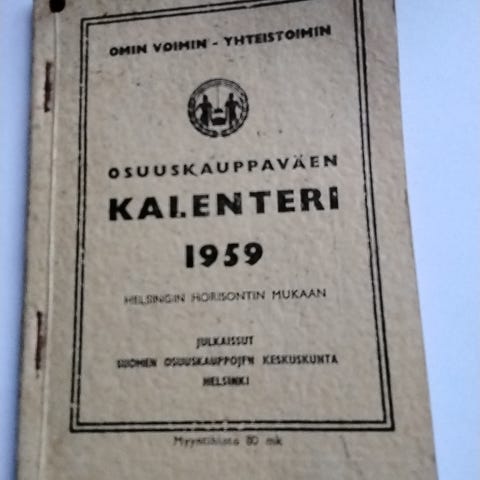 OMIN VOIMIN - YHTEISTOIMIN
OSUUSKAUPPAVÄEN
KALENTERI
1959
HELSINGIN HORISONTIN MUKAAN
JULKAISSUT
SUOMEN OSUUSKAUPPOJEN KESKUSKUNTA
HELSINKI
Myyntihinta 80 mk